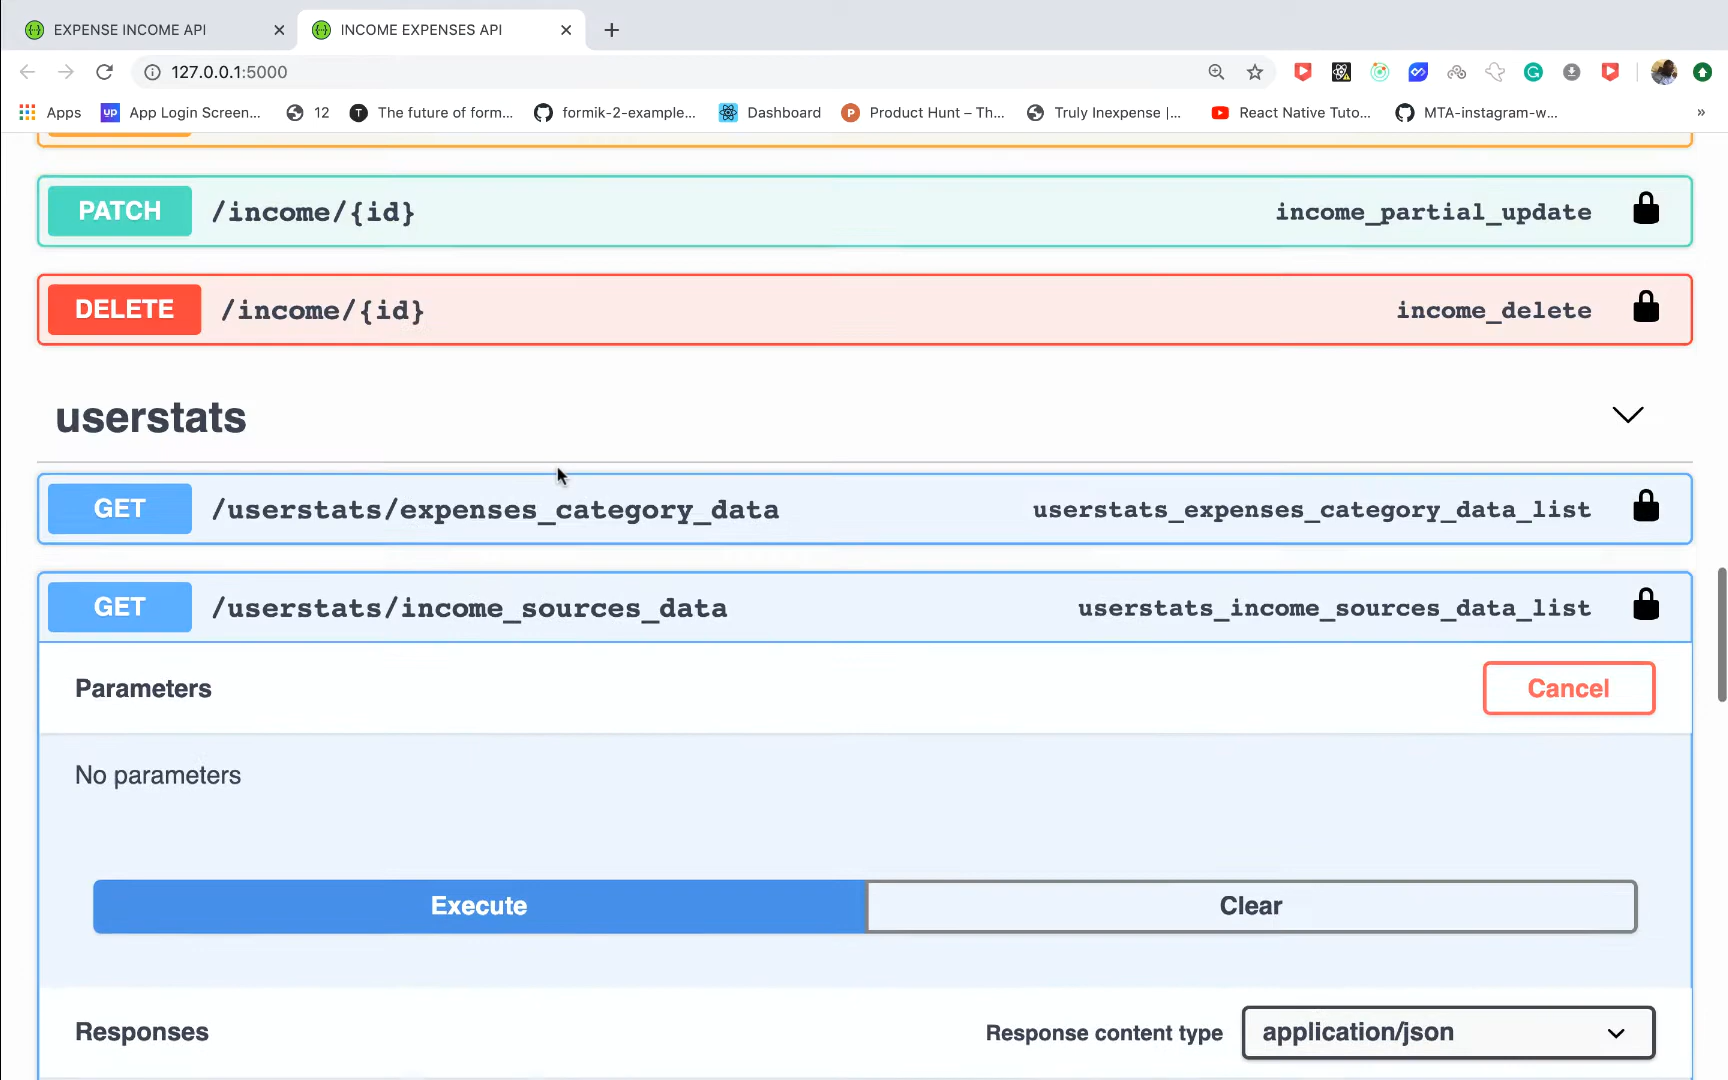 EXPENSE INCOME API
INCOME EXPENSES API
127.0.0.1:5000
Apps
up
App Login Screen...
12
T
The future of form...
formik-2-example...
Dashboard
P
Product Hunt – Th...
Truly Inexpense |...
React Native Tuto...
MTA-instagram-w...
»
PATCH /income/{id} income_partial_update
DELETE /income/{id} income_delete
userstats
GET /userstats/expenses_category_data userstats_expenses_category_data_list
GET /userstats/income_sources_data userstats_income_sources_data_list
Parameters
Cancel
No parameters
Execute
Clear
Responses
Response content type
application/json